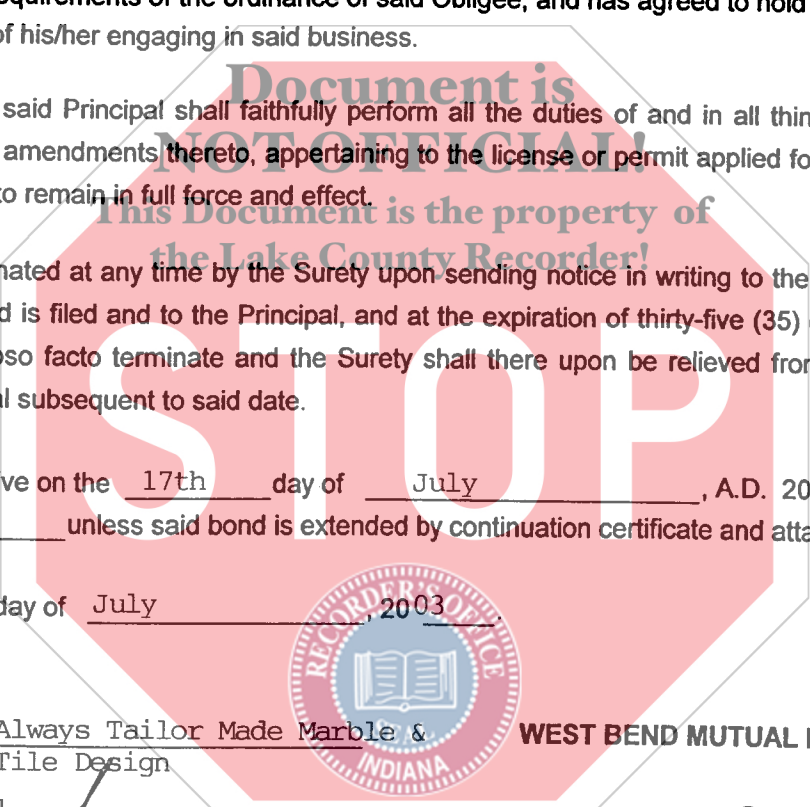 quirements of the ordinance of said Obligee, and has agreed to hold
of his/her engaging in said business.
Document is
said Principal shall faithfully perform all the duties of and in all thin
NOT OFFICIAL!
amendments thereto, appertaining to the license or permit applied fo
to remain in full force and effect.
This Document is the property of
the Lake County Recorder!
nated at any time by the Surety upon sending notice in writing to the
d is filed and to the Principal, and at the expiration of thirty-five (35)
oso facto terminate and the Surety shall there upon be relieved from
l subsequent to said date.
STOP
ve on the 17th day of July, A.D. 20
unless said bond is extended by continuation certificate and atta
day of July, 2003.
RECORDER'S OFFICE
SEAL
INDIANA
Always Tailor Made Marble & WEST BEND MUTUAL
Tile Design